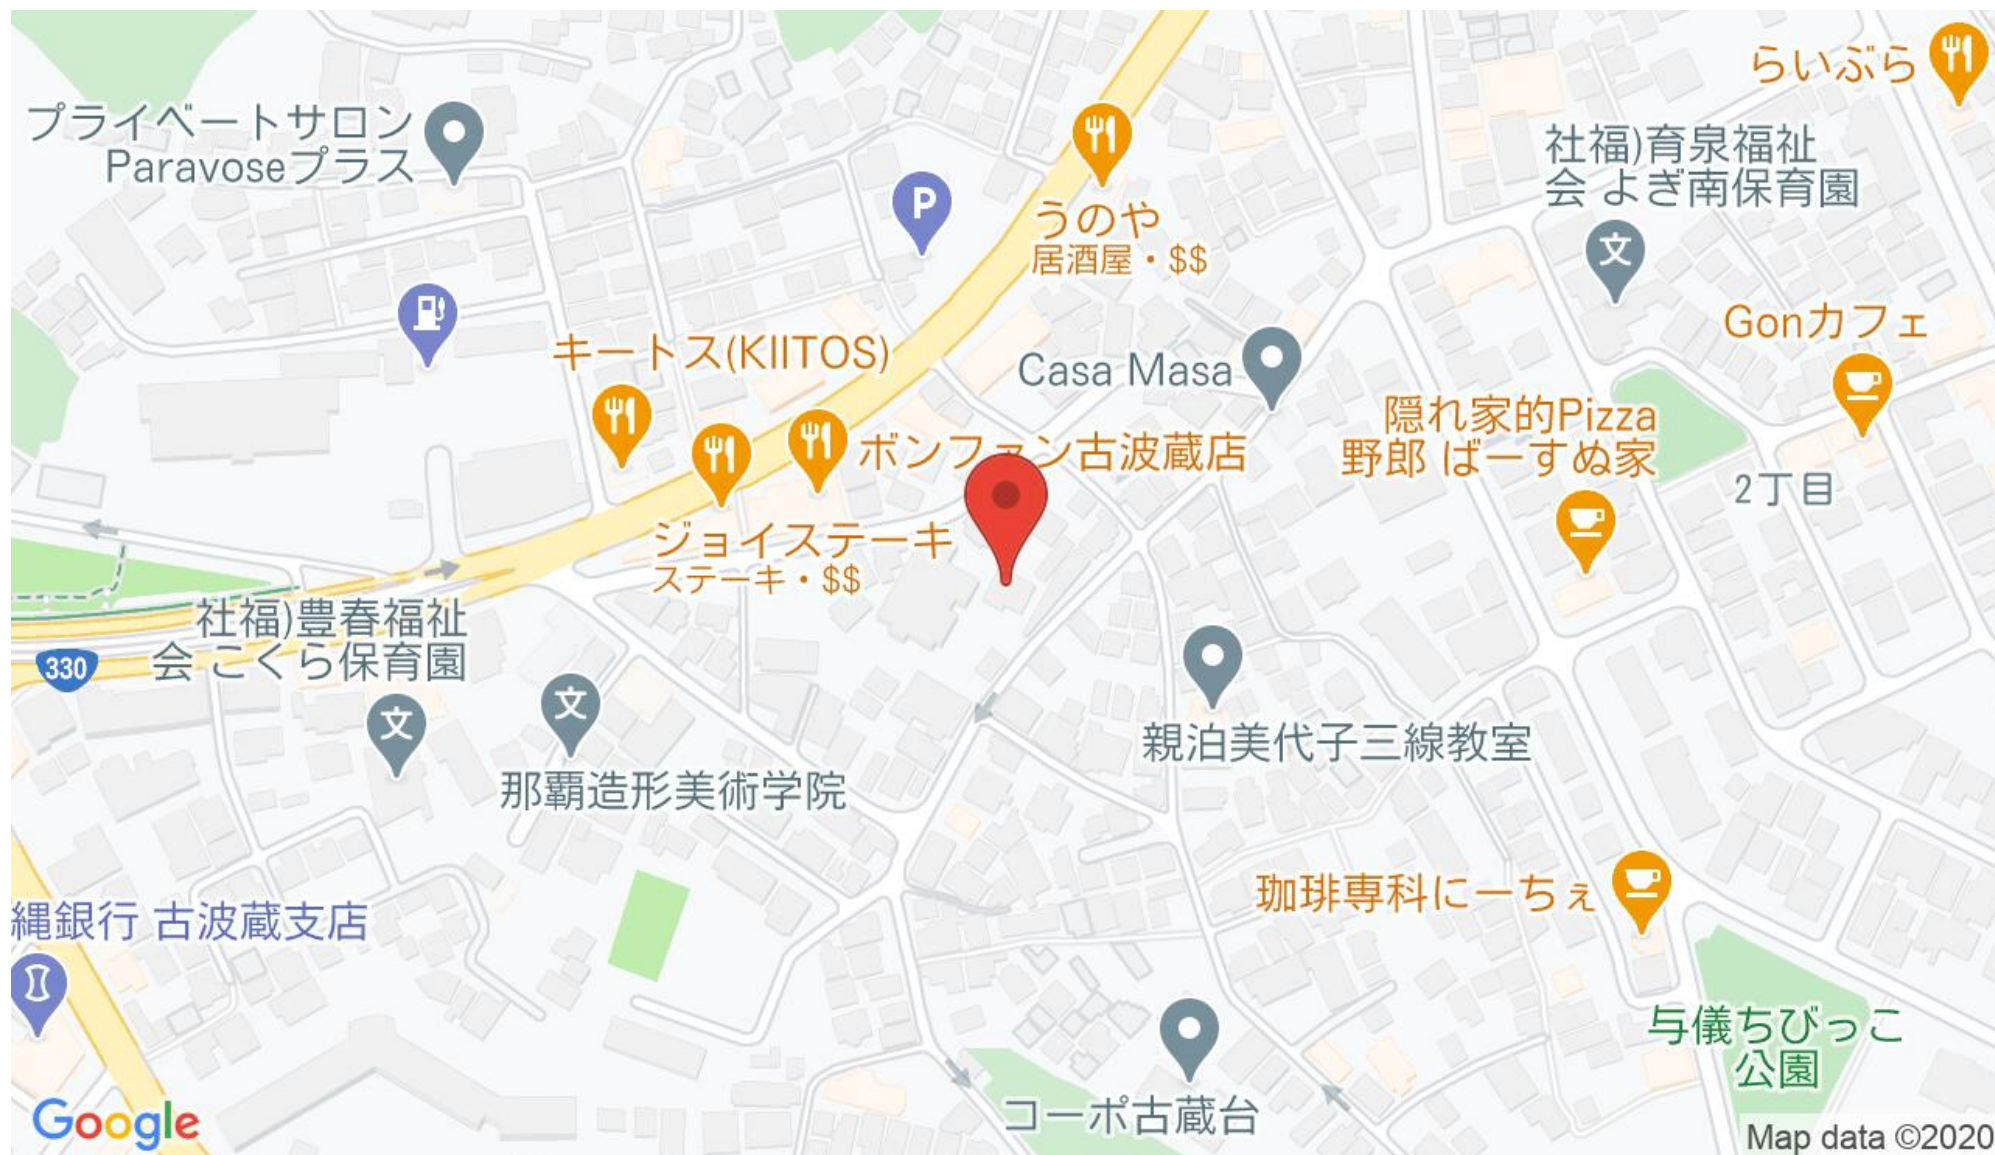 らいぶら
プライベートサロン
Paravoseプラス
P
社福)育泉福祉
会 よぎ南保育園
うのや
居酒屋・$$
文
Gonカフェ
キートス(KIITOS)
Casa Masa
隠れ家的Pizza
野郎 ばーすぬ家
ボンファン古波蔵店
2丁目
ジョイステーキ
ステーキ・$$
社福)豊春福祉
会 こくら保育園
330
文
文
親泊美代子三線教室
那覇造形美術学院
珈琲専科にーちぇ
縄銀行 古波蔵支店
与儀ちびっこ
公園
コーポ古蔵台
Google
Map data ©2020